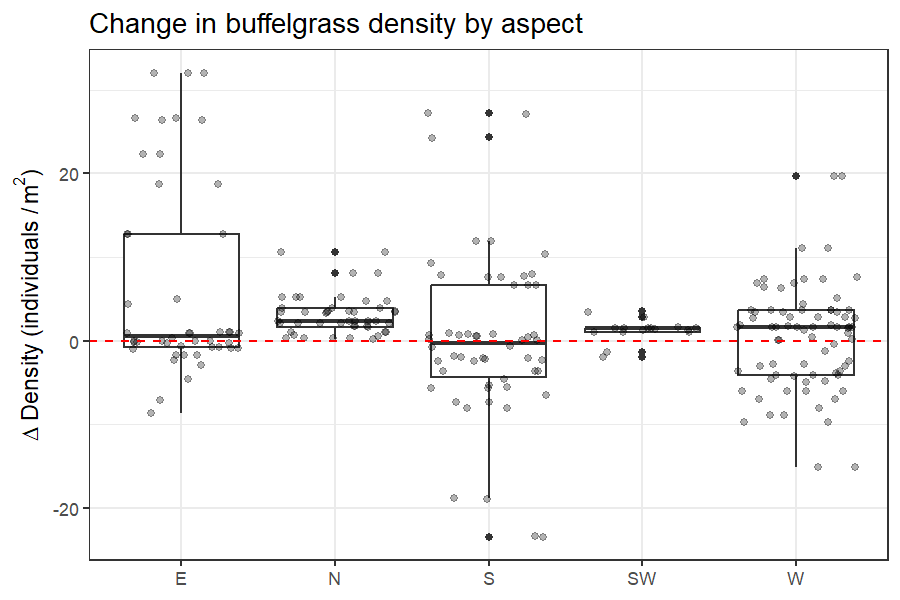 Change in buffelgrass density by aspect
Δ Density (individuals / m²)
20
0
-20
E N S SW W